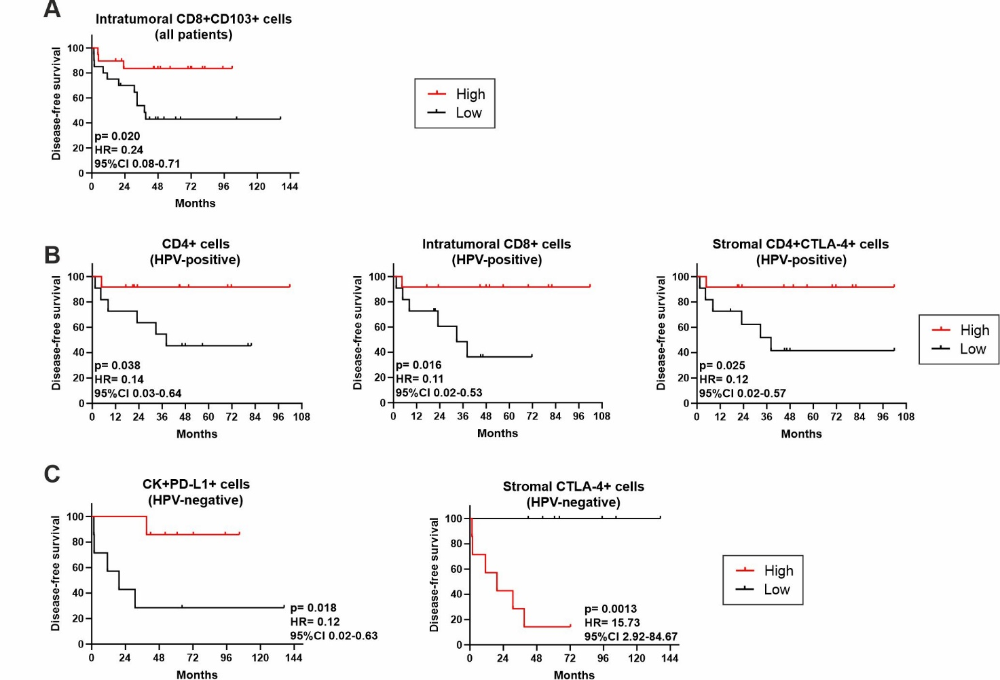 A
Intratumoral CD8+CD103+ cells
(all patients)
Disease-free survival
100
80
60
40
20
0
p= 0.020
HR= 0.24
95%CI 0.08-0.71
0 24 48 72 96 120 144
Months
High
Low
B
CD4+ cells
(HPV-positive)
Disease-free survival
100
80
60
40
20
0
p= 0.038
HR= 0.14
95%CI 0.03-0.64
0 12 24 36 48 60 72 84 96 108
Months
Intratumoral CD8+ cells
(HPV-positive)
Disease-free survival
100
80
60
40
20
0
p= 0.016
HR= 0.11
95%CI 0.02-0.53
0 12 24 36 48 60 72 84 96 108
Months
Stromal CD4+CTLA-4+ cells
(HPV-positive)
Disease-free survival
100
80
60
40
20
0
p= 0.025
HR= 0.12
95%CI 0.02-0.57
0 12 24 36 48 60 72 84 96 108
Months
High
Low
C
CK+PD-L1+ cells
(HPV-negative)
Disease-free survival
100
80
60
40
20
0
p= 0.018
HR= 0.12
95%CI 0.02-0.63
0 24 48 72 96 120 144
Months
Stromal CTLA-4+ cells
(HPV-negative)
Disease-free survival
100
80
60
40
20
0
p= 0.0013
HR= 15.73
95%CI 2.92-84.67
0 24 48 72 96 120 144
Months
High
Low